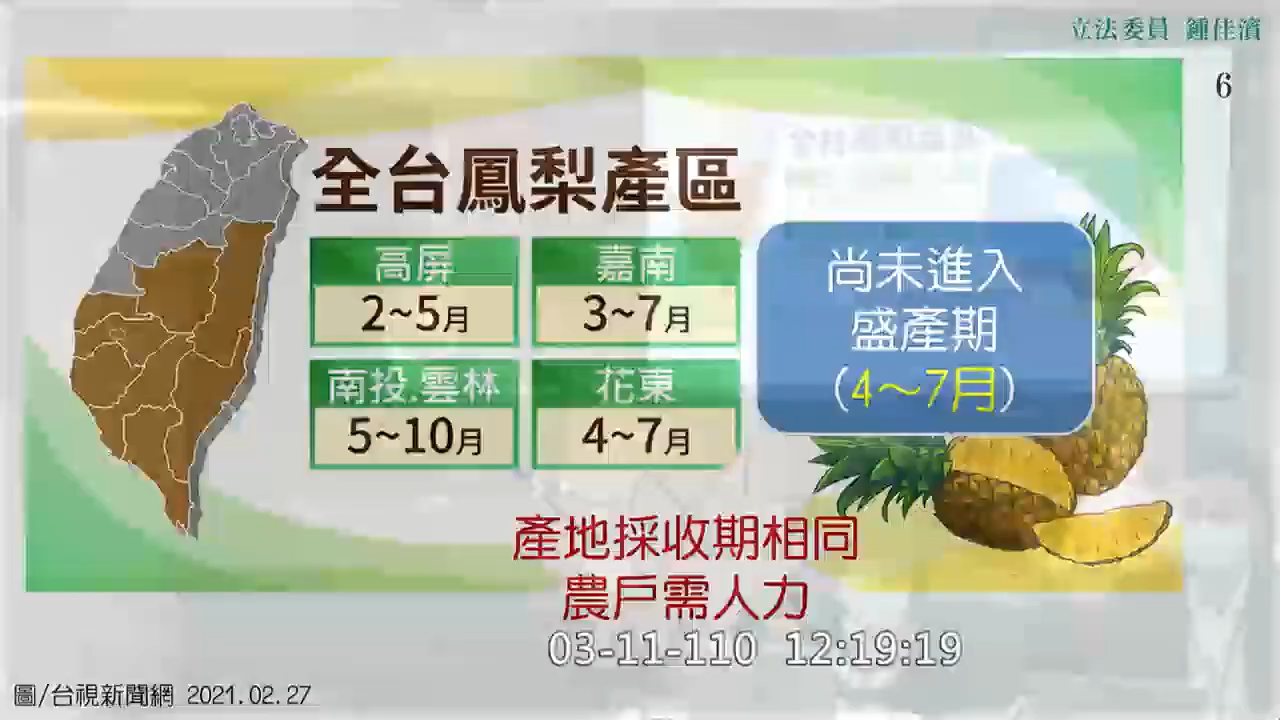 立法委員 鍾佳濱
6
全台鳳梨產區
高屏
2~5月
嘉南
3~7月
南投.雲林
5~10月
花東
4~7月
尚未進入
盛產期
(4～7月)
產地採收期相同
農戶需人力
03-11-110 12:19:19
圖/台視新聞網 2021.02.27